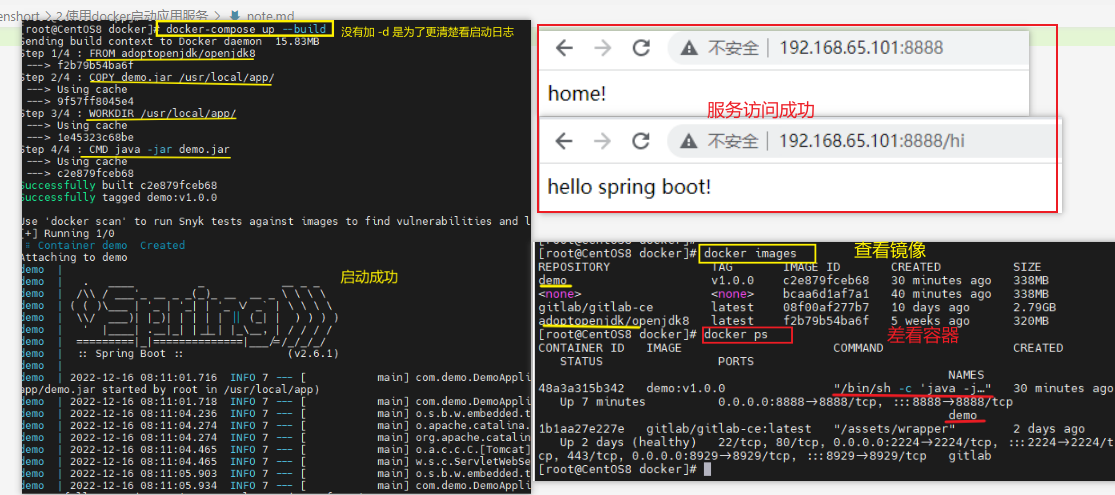 enshort > 2.使用docker启动应用服务 > note.md
[root@CentOS8 docker]# docker-compose up --build
没有加 -d 是为了更清楚看启动日志
Sending build context to Docker daemon  15.83MB
Step 1/4 : FROM adoptopenjdk/openjdk8
---> f2b79b54ba6f
Step 2/4 : COPY demo.jar /usr/local/app/
---> Using cache
---> 9f57ff8045e4
Step 3/4 : WORKDIR /usr/local/app/
---> Using cache
---> 1e45323c68be
Step 4/4 : CMD java -jar demo.jar
---> Using cache
---> c2e879fceb68
Successfully built c2e879fceb68
Successfully tagged demo:v1.0.0
Use 'docker scan' to run Snyk tests against images to find vulnerabilities and l
[+] Running 1/0
Container demo  Created
Attaching to demo
启动成功
demo  |
demo  |
demo  |
demo  |
demo  |
demo  |
demo  |
demo  | :: Spring Boot ::                (v2.6.1)
demo  |
demo  | 2022-12-16 08:11:01.716  INFO 7 --- [           main] com.demo.DemoAppli
app/demo.jar started by root in /usr/local/app)
demo  | 2022-12-16 08:11:01.718  INFO 7 --- [           main] com.demo.DemoAppli
demo  | 2022-12-16 08:11:04.236  INFO 7 --- [           main] o.s.b.w.embedded.t
demo  | 2022-12-16 08:11:04.274  INFO 7 --- [           main] o.apache.catalina.
demo  | 2022-12-16 08:11:04.274  INFO 7 --- [           main] org.apache.catalin
demo  | 2022-12-16 08:11:04.465  INFO 7 --- [           main] o.a.c.c.C.[Tomcat]
demo  | 2022-12-16 08:11:04.465  INFO 7 --- [           main] w.s.c.ServletWebSe
demo  | 2022-12-16 08:11:05.903  INFO 7 --- [           main] o.s.b.w.embedded.t
demo  | 2022-12-16 08:11:05.934  INFO 7 --- [           main] com.demo.DemoAppli
不安全 | 192.168.65.101:8888
home!
服务访问成功
不安全 | 192.168.65.101:8888/hi
hello spring boot!
[root@CentOS8 docker]# docker images
查看镜像
REPOSITORY                TAG       IMAGE ID       CREATED          SIZE
demo                      v1.0.0    c2e879fceb68   30 minutes ago   338MB
<none>                    <none>    bcaa6d1af7a1   40 minutes ago   338MB
gitlab/gitlab-ce          latest    08f00af277b7   10 days ago      2.79GB
adoptopenjdk/openjdk8     latest    f2b79b54ba6f   5 weeks ago      320MB
[root@CentOS8 docker]# docker ps
差看容器
CONTAINER ID   IMAGE                     COMMAND                  CREATED
STATUS                 PORTS
NAMES
48a3a315b342   demo:v1.0.0               "/bin/sh -c 'java -j…"   30 minutes ago
Up 7 minutes           0.0.0.0:8888->8888/tcp, :::8888->8888/tcp
demo
1b1aa27e227e   gitlab/gitlab-ce:latest   "/assets/wrapper"        2 days ago
Up 2 days (healthy)   22/tcp, 80/tcp, 0.0.0.0:2224->2224/tcp, :::2224->2224/t
cp, 443/tcp, 0.0.0.0:8929->8929/tcp, :::8929->8929/tcp   gitlab
[root@CentOS8 docker]#